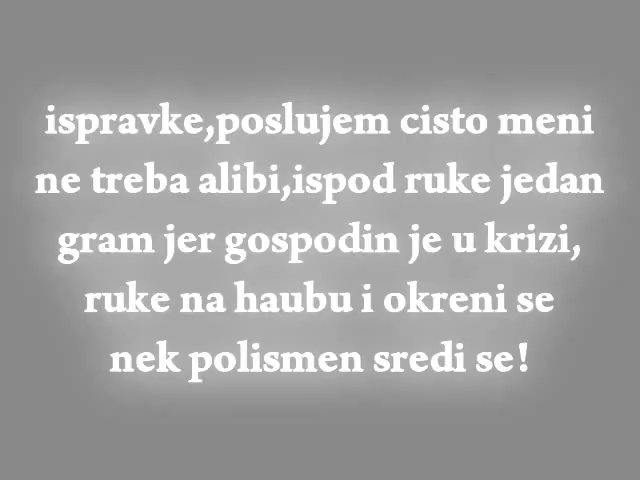 ispravke,poslujem cisto meni
ne treba alibi,ispod ruke jedan
gram jer gospodin je u krizi,
ruke na haubu i okreni se
nek polismen sredi se!